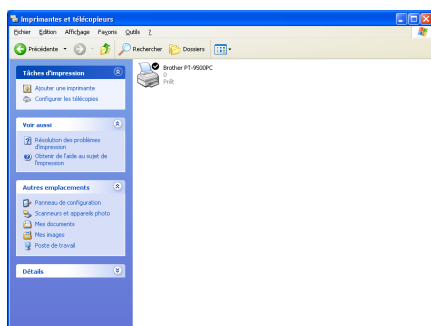 Imprimantes et télécopieurs
Fichier Edition Affichage Favoris Outils ?
Précédente Rechercher Dossiers
Tâches d'impression
Ajouter une imprimante
Configurer les télécopies
Voir aussi
Résolution des problèmes
d'impression
Obtenir de l'aide au sujet de
l'impression
Autres emplacements
Panneau de configuration
Scanneurs et appareils photo
Mes documents
Mes images
Poste de travail
Détails
Brother PT-9500PC
0
Prêt